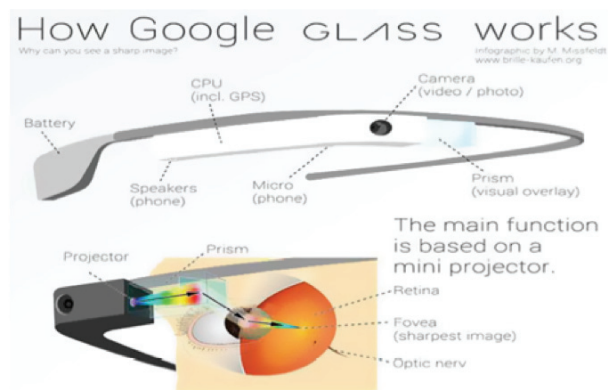 How Google GLASS works
Why can you see a sharp image?
Infographic by M. Missfeldt
www.brille-kaufen.org
CPU
(incl. GPS)
Camera
(video / photo)
Battery
Speakers
(phone)
Micro
(phone)
Prism
(visual overlay)
The main function
is based on a
mini projector.
Projector
Prism
Retina
Fovea
(sharpest image)
Optic nerv